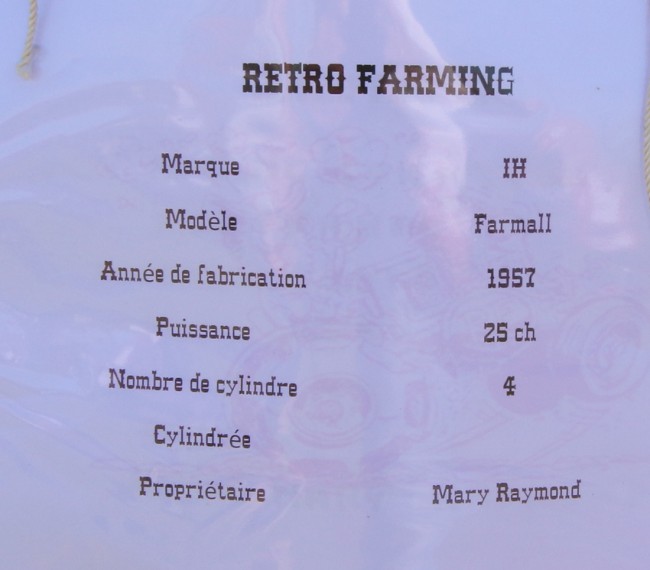 RETRO FARMING
Marque IH
Modèle Farmall
Année de fabrication 1957
Puissance 25 ch
Nombre de cylindre 4
Cylindrée
Propriétaire Mary Raymond